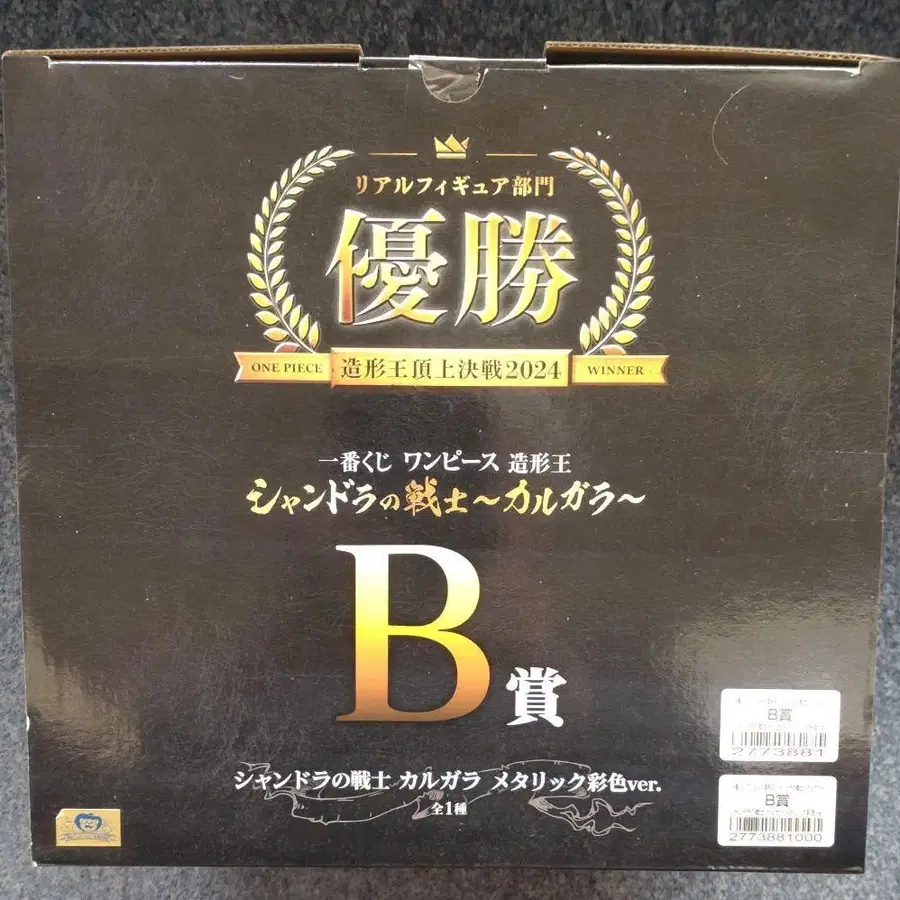 リアルフィギュア部門
優勝
ONE PIECE 造形王頂上決戦2024 WINNER
一番くじ ワンピース 造形王
シャンドラの戦士～カルガラ～
B賞
シャンドラの戦士 カルガラ メタリック彩色ver.
全1種
B賞
2773881
B賞
2773881000